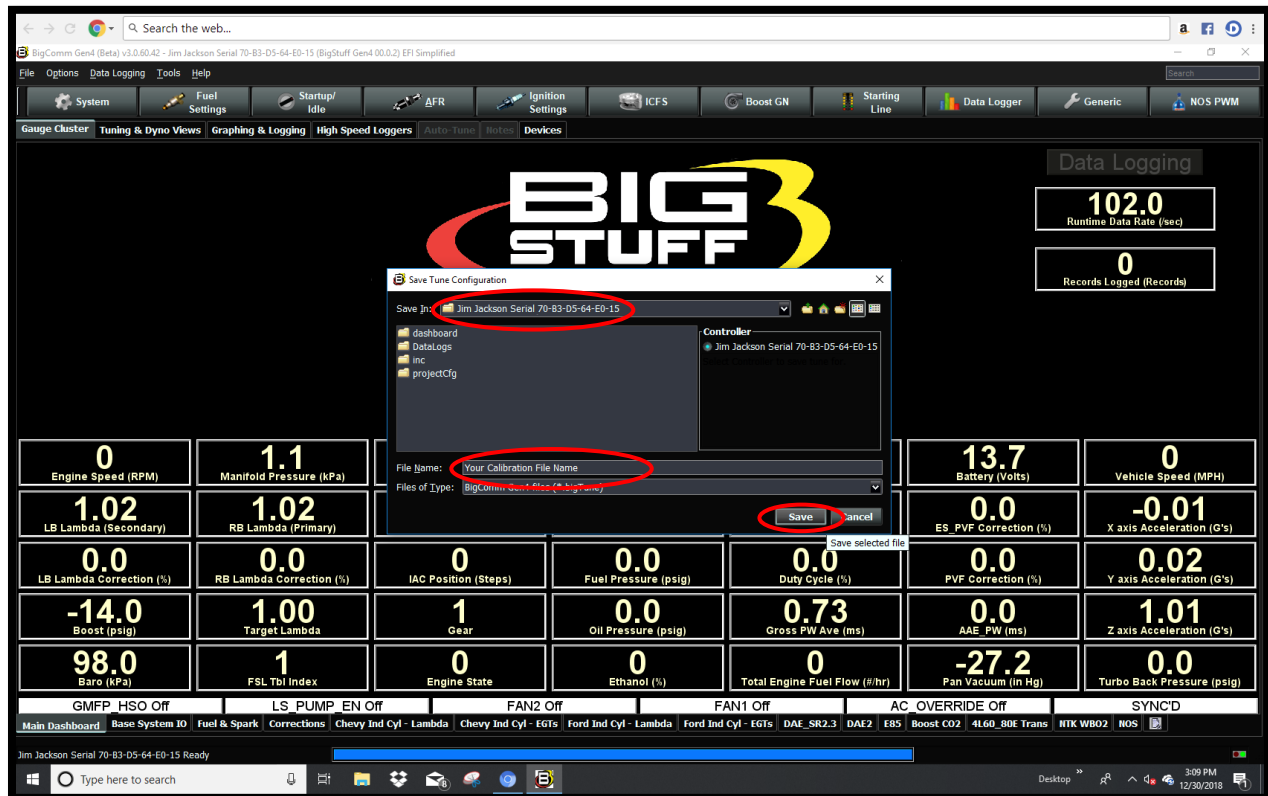 Search the web...
BigComm Gen4 (Beta) v3.0.60.42 - Jim Jackson Serial 70-B3-D5-64-E0-15 (BigStuff Gen4 00.0.2) EFI Simplified
File Options Data Logging Tools Help
Search
System
Fuel Settings
Startup/ Idle
AFR
Ignition Settings
ICFS
Boost GN
Starting Line
Data Logger
Generic
NOS PWM
Gauge Cluster Tuning & Dyno Views Graphing & Logging High Speed Loggers Auto-Tune Notes Devices
Data Logging
BIG
STUFF
3
102.0
Runtime Data Rate (/sec)
0
Records Logged (Records)
Save Tune Configuration
Save In: Jim Jackson Serial 70-B3-D5-64-E0-15
dashboard
DataLogs
inc
projectCfg
Controller
Jim Jackson Serial 70-B3-D5-64-E0-15
File Name: Your Calibration File Name
Files of Type: BigComm Gen4 files (*.bigTune)
Save Cancel
Save selected file
0
Engine Speed (RPM)
1.1
Manifold Pressure (kPa)
13.7
Battery (Volts)
0
Vehicle Speed (MPH)
1.02
LB Lambda (Secondary)
1.02
RB Lambda (Primary)
0.0
ES_PVF Correction (%)
-0.01
X axis Acceleration (G's)
0.0
LB Lambda Correction (%)
0.0
RB Lambda Correction (%)
0
IAC Position (Steps)
0.0
Fuel Pressure (psig)
0.0
Duty Cycle (%)
0.0
PVF Correction (%)
0.02
Y axis Acceleration (G's)
-14.0
Boost (psig)
1.00
Target Lambda
1
Gear
0.0
Oil Pressure (psig)
0.73
Gross PW Ave (ms)
0.0
AAE_PW (ms)
1.01
Z axis Acceleration (G's)
98.0
Baro (kPa)
1
FSL Tbl Index
0
Engine State
0
Ethanol (%)
0
Total Engine Fuel Flow (#/hr)
-27.2
Pan Vacuum (in Hg)
0.0
Turbo Back Pressure (psig)
GMFP_HSO Off LS_PUMP_EN Off FAN2 Off FAN1 Off AC_OVERRIDE Off SYNC'D
Main Dashboard Base System IO Fuel & Spark Corrections Chevy Ind Cyl - Lambda Chevy Ind Cyl - EGTs Ford Ind Cyl - Lambda Ford Ind Cyl - EGTs DAE_SR2.3 DAE2 E85 Boost CO2 4L60_80E Trans NTK WBO2 NOS
Jim Jackson Serial 70-B3-D5-64-E0-15 Ready
Type here to search
Desktop
3:09 PM
12/30/2018